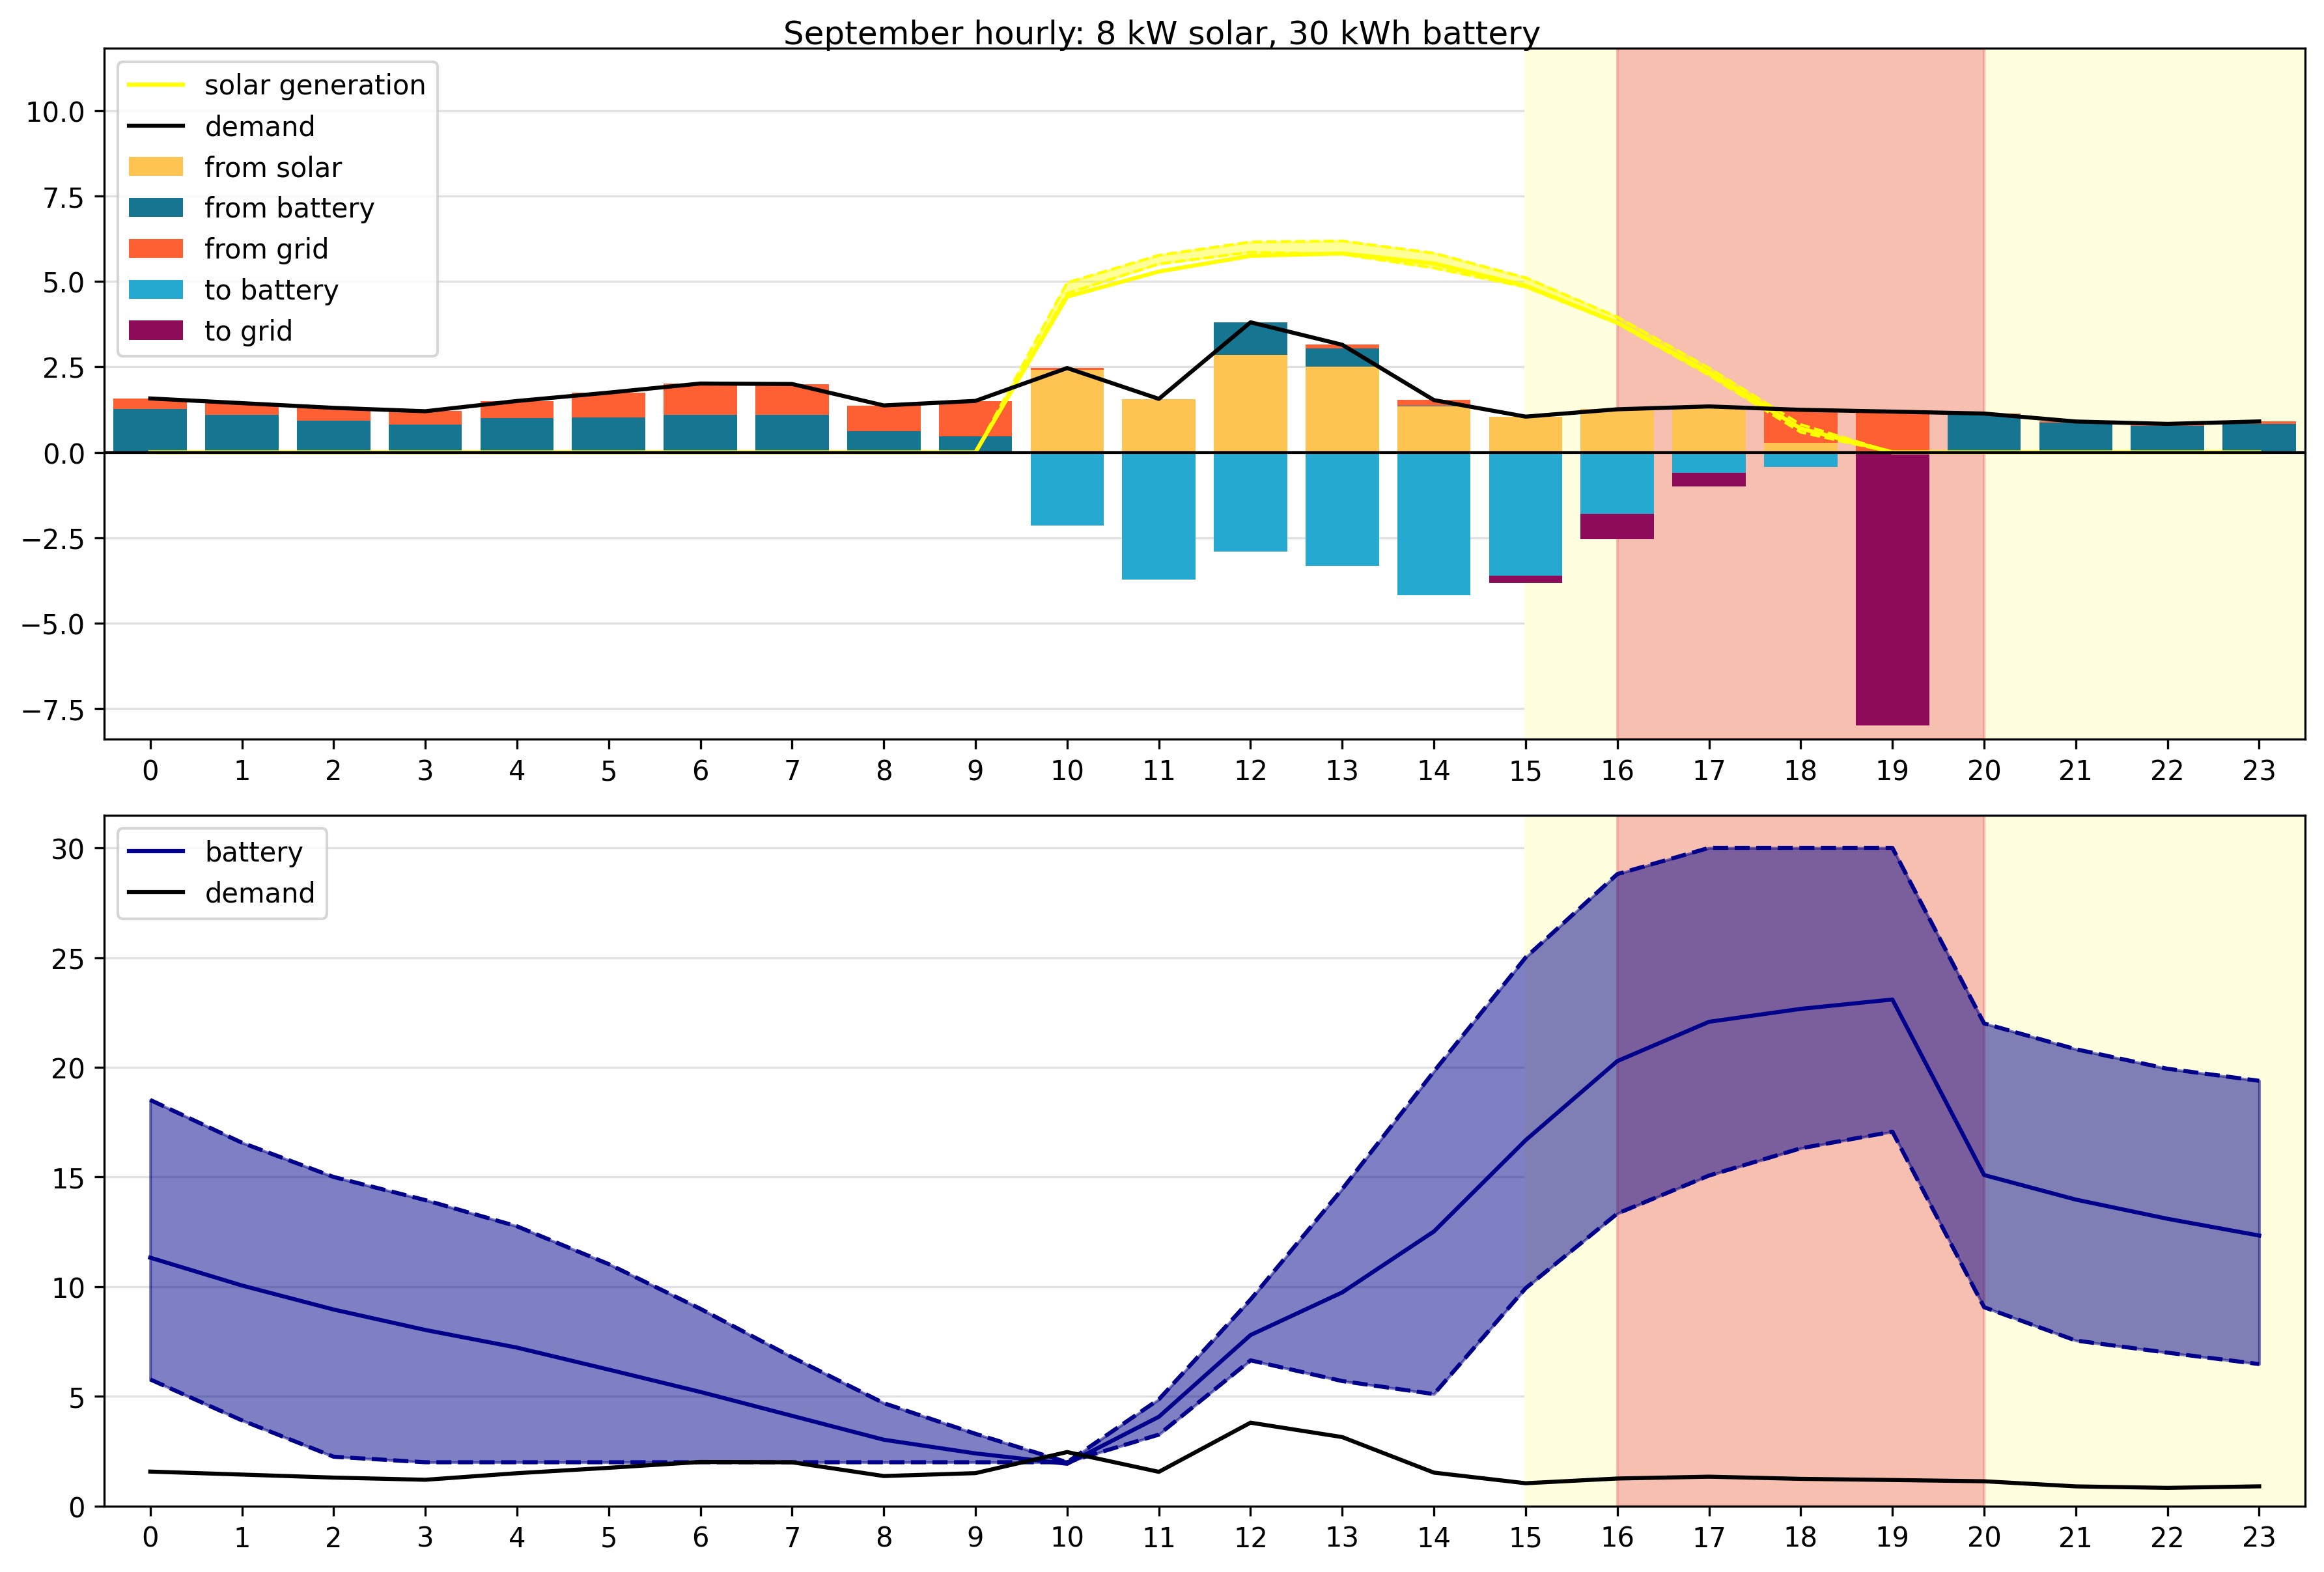 September hourly: 8 kW solar, 30 kWh battery
solar generation
demand
from solar
from battery
from grid
to battery
to grid
10.0
7.5
5.0
2.5
0.0
−2.5
−5.0
−7.5
0 1 2 3 4 5 6 7 8 9 10 11 12 13 14 15 16 17 18 19 20 21 22 23
battery
demand
30
25
20
15
10
5
0
0 1 2 3 4 5 6 7 8 9 10 11 12 13 14 15 16 17 18 19 20 21 22 23